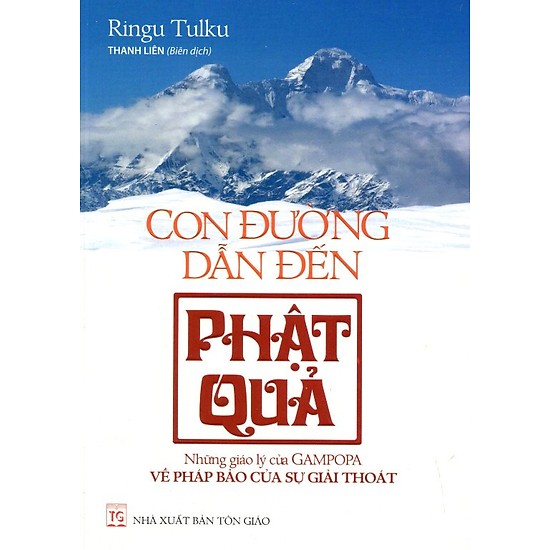 Ringu Tulku
THANH LIÊN (Biên dịch)
CON ĐƯỜNG
DẪN ĐẾN
PHẬT
QUẢ
Những giáo lý của GAMPOPA
VỀ PHÁP BẢO CỦA SỰ GIẢI THOÁT
TG
NHÀ XUẤT BẢN TÔN GIÁO